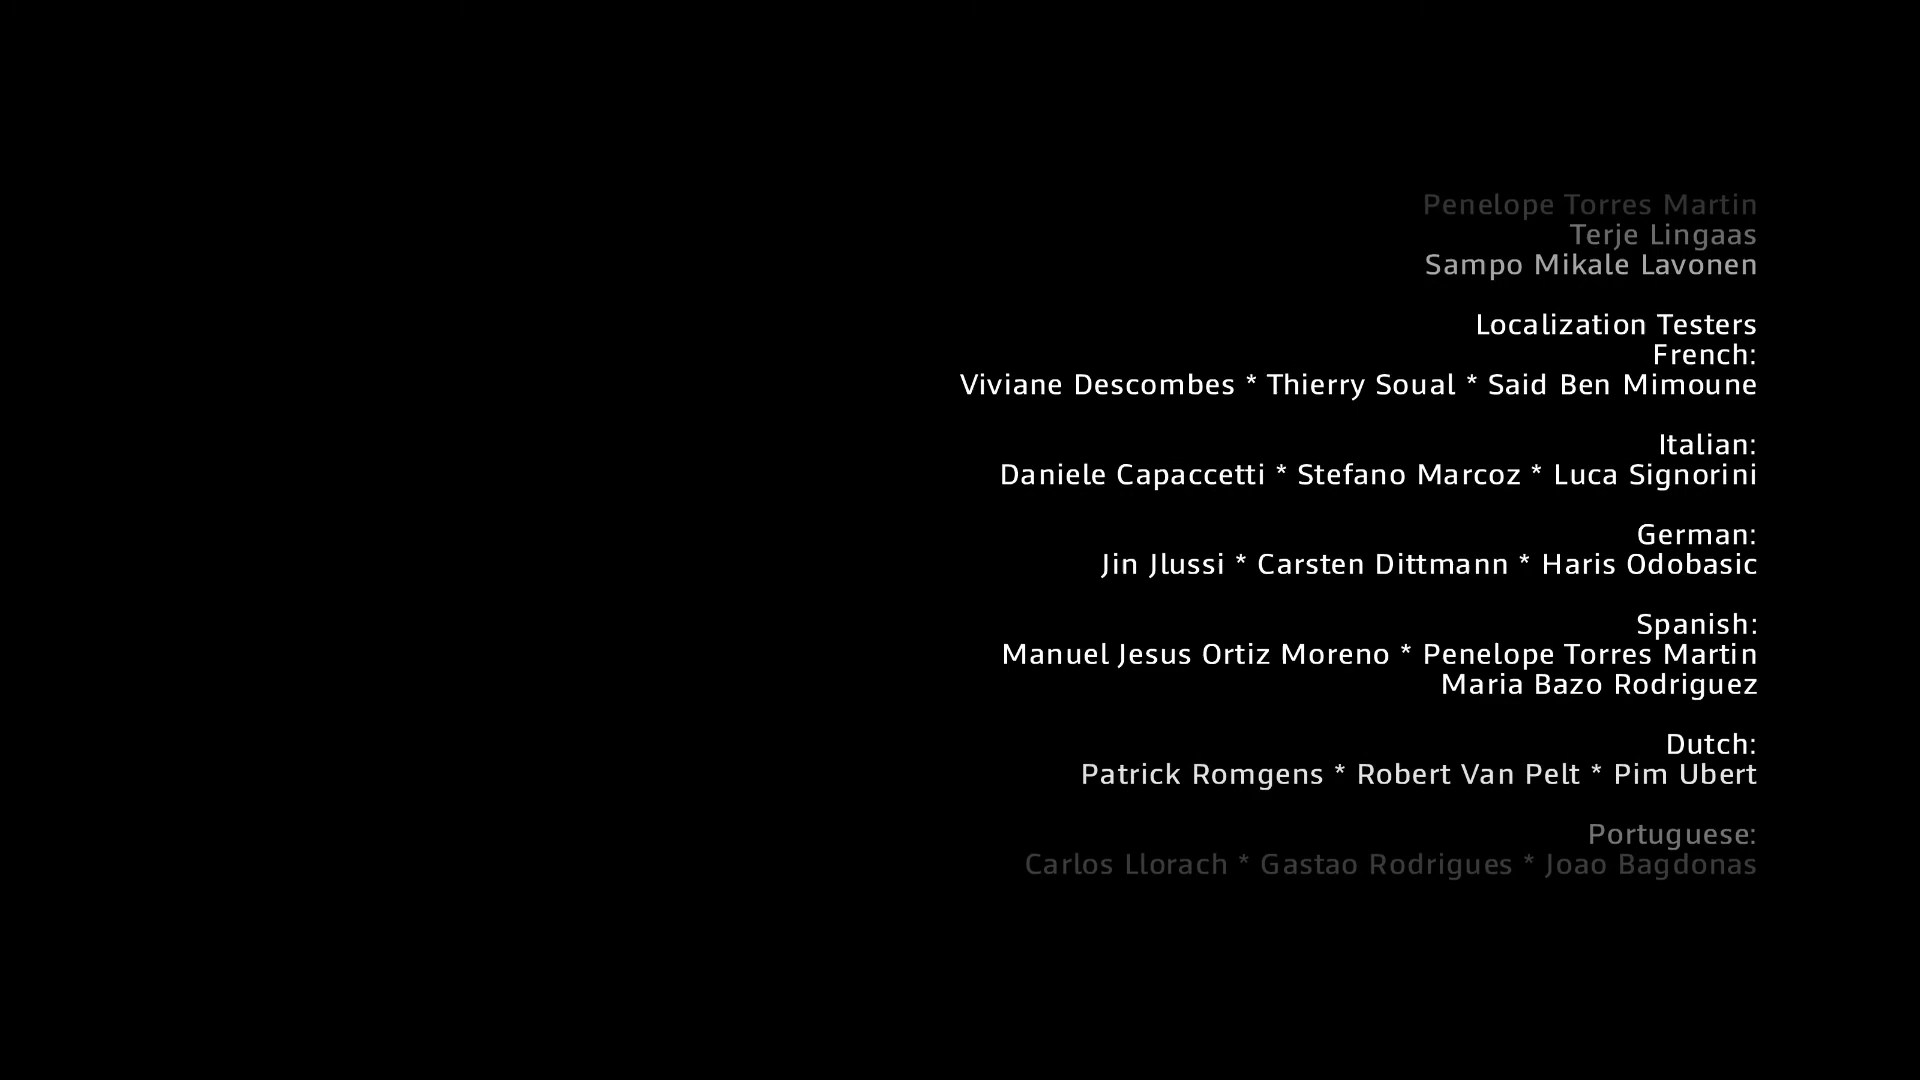 Penelope Torres Martin
Terje Lingaas
Sampo Mikale Lavonen
Localization Testers
French:
Viviane Descombes * Thierry Soual * Said Ben Mimoune
Italian:
Daniele Capaccetti * Stefano Marcoz * Luca Signorini
German:
Jin Jlussi * Carsten Dittmann * Haris Odobasic
Spanish:
Manuel Jesus Ortiz Moreno * Penelope Torres Martin
Maria Bazo Rodriguez
Dutch:
Patrick Romgens * Robert Van Pelt * Pim Ubert
Portuguese:
Carlos Llorach * Gastao Rodrigues * Joao Bagdonas